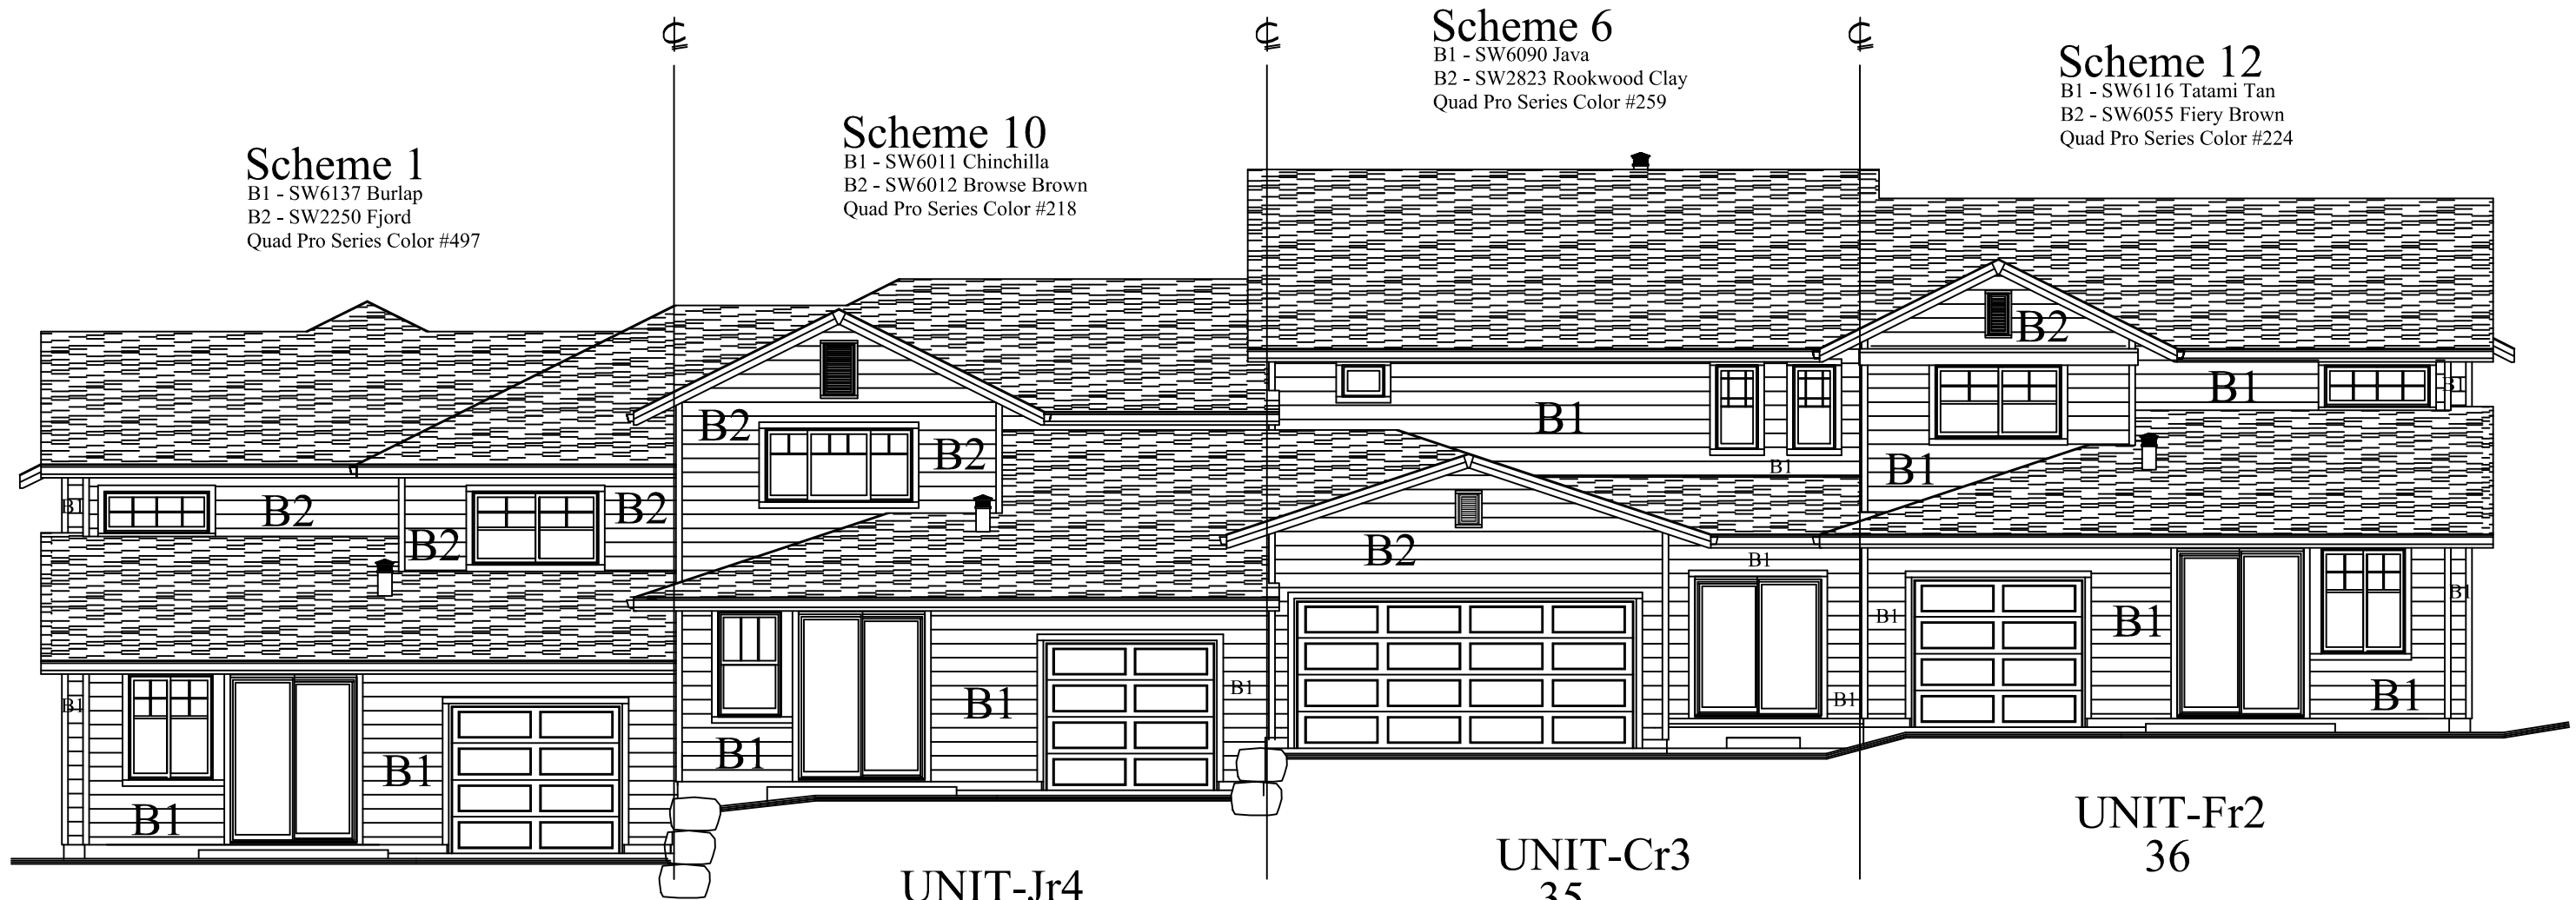 Scheme 1
B1 - SW6137 Burlap
B2 - SW2250 Fjord
Quad Pro Series Color #497
Scheme 10
B1 - SW6011 Chinchilla
B2 - SW6012 Browse Brown
Quad Pro Series Color #218
Scheme 6
B1 - SW6090 Java
B2 - SW2823 Rookwood Clay
Quad Pro Series Color #259
Scheme 12
B1 - SW6116 Tatami Tan
B2 - SW6055 Fiery Brown
Quad Pro Series Color #224
B1
B2
B2
B2
B1
B1
B1
B2
B2
B1
B1
B1
B1
B1
B2
B1
B1
B2
B1
B1
B1
B1
B1
B1
B1
UNIT-Jr4
UNIT-Cr3
35
UNIT-Fr2
36